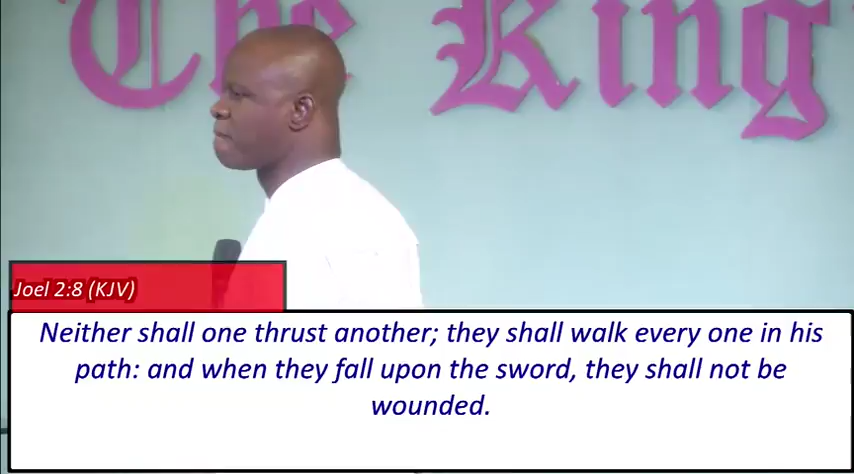 The King
Joel 2:8 (KJV)
Neither shall one thrust another; they shall walk every one in his
path: and when they fall upon the sword, they shall not be
wounded.